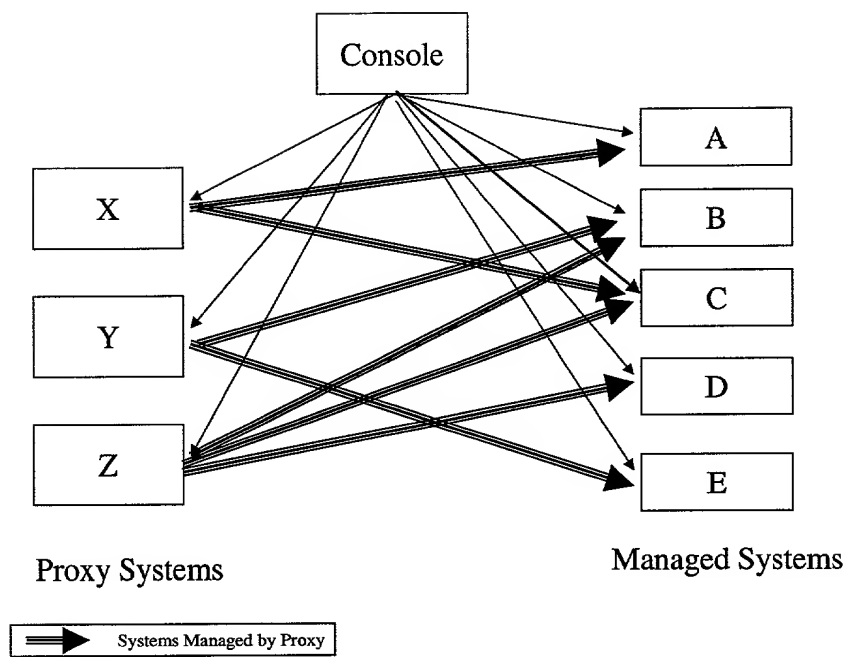 Console
A
X
B
C
Y
D
Z
E
Proxy Systems
Managed Systems
Systems Managed by Proxy